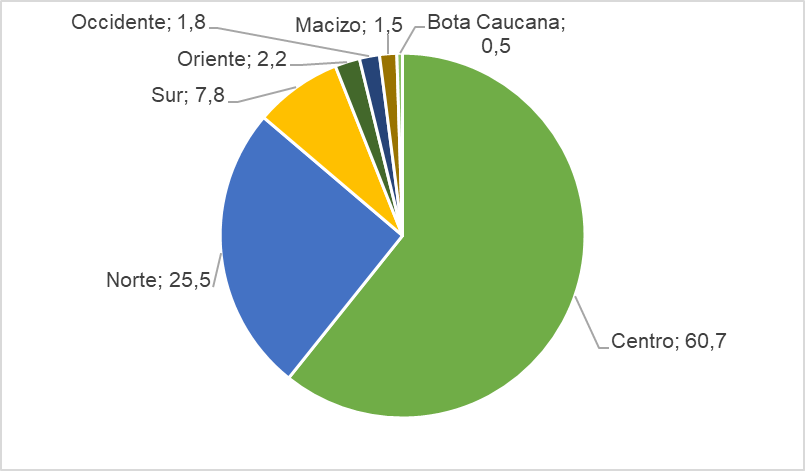 Occidente; 1,8
Macizo; 1,5
Bota Caucana;
0,5
Oriente; 2,2
Sur; 7,8
Norte; 25,5
Centro; 60,7